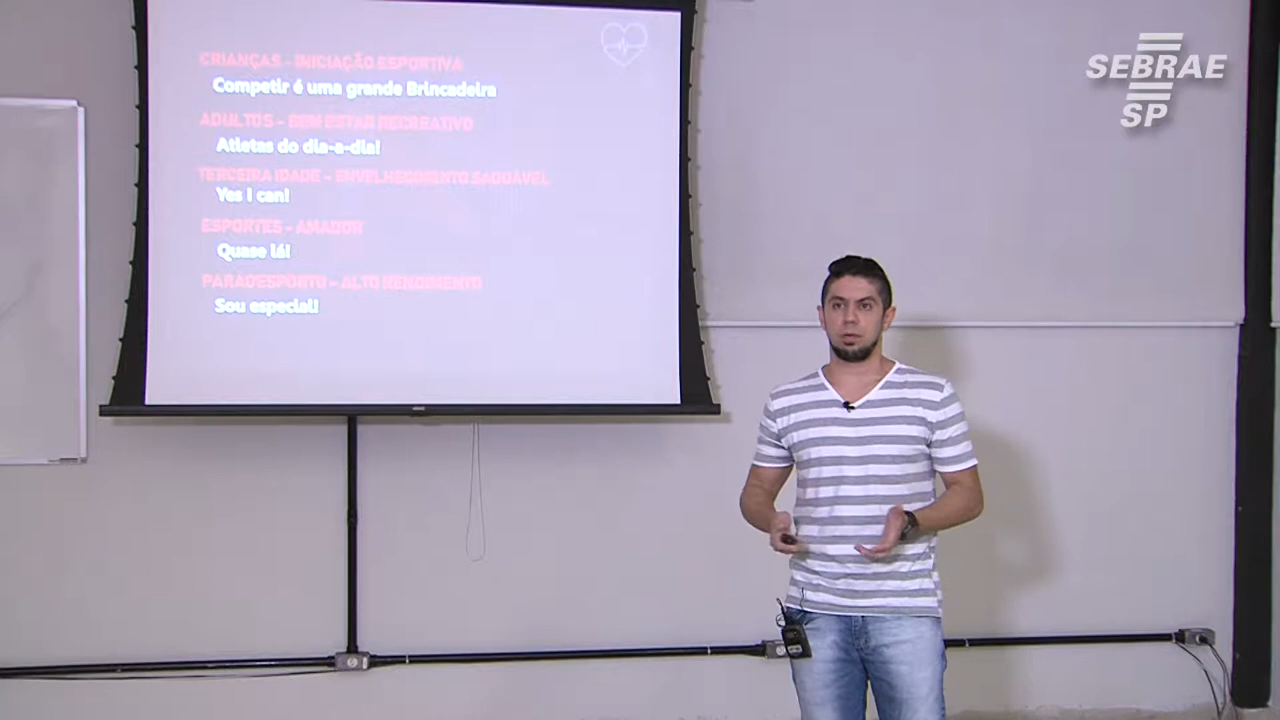 CRIANÇAS - INICIAÇÃO ESPORTIVA
Competir é uma grande Brincadeira
ADULTOS - BEM ESTAR RECREATIVO
Atletas do dia-a-dia!
TERCEIRA IDADE - ENVELHECIMENTO SAUDÁVEL
Yes I can!
ESPORTES - AMADOR
Quase lá!
PARADESPORTO - ALTO RENDIMENTO
Sou especial!
SEBRAE
SP